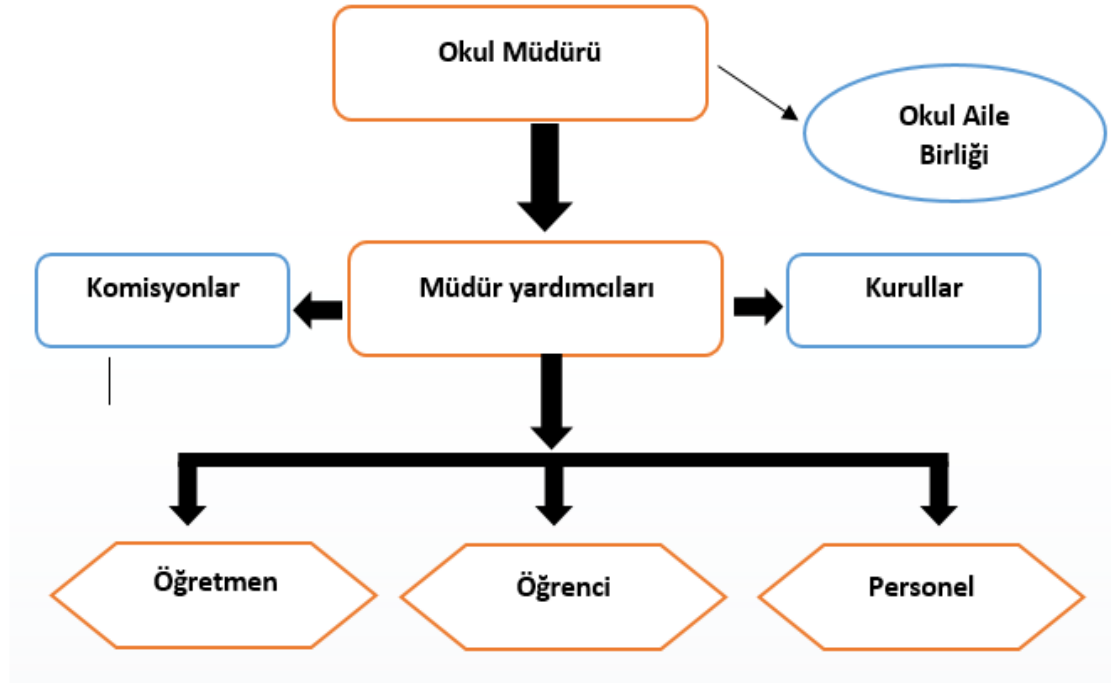 Okul Müdürü
Okul Aile
Birliği
Komisyonlar
Müdür yardımcıları
Kurullar
Öğretmen
Öğrenci
Personel